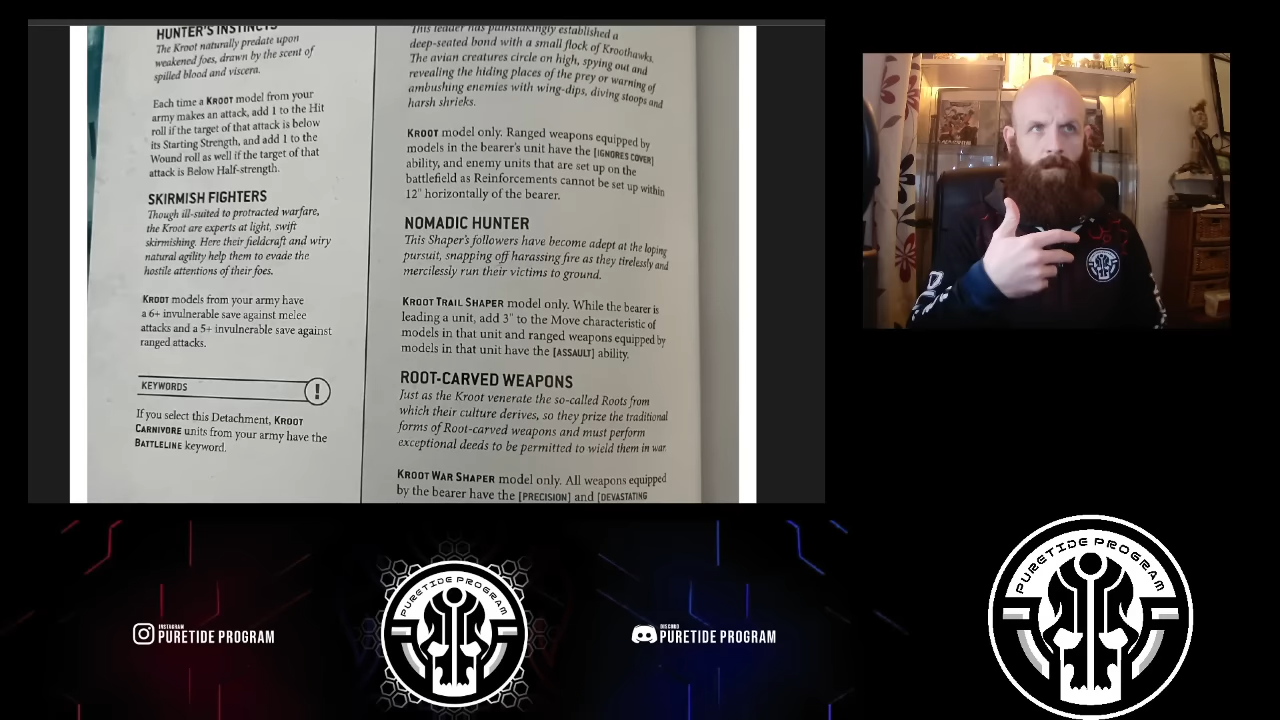 HUNTER'S INSTINCTS
The Kroot naturally predate upon
weakened foes, drawn by the scent of
spilled blood and viscera.
Each time a KROOT model from your
army makes an attack, add 1 to the Hit
roll if the target of that attack is below
its Starting Strength, and add 1 to the
Wound roll as well if the target of that
attack is Below Half-strength.
SKIRMISH FIGHTERS
Though ill-suited to protracted warfare,
the Kroot are experts at light, swift
skirmishing. Here their fieldcraft and wiry
natural agility help them to evade the
hostile attentions of their foes.
KROOT models from your army have
a 6+ invulnerable save against melee
attacks and a 5+ invulnerable save against
ranged attacks.
KEYWORDS
!
If you select this Detachment, KROOT
CARNIVORE units from your army have the
BATTLELINE keyword.
This leader has painstakingly established a
deep-seated bond with a small flock of Kroothawks.
The avian creatures circle on high, spying out and
revealing the hiding places of the prey or warning of
ambushing enemies with wing-dips, diving stoops and
harsh shrieks.
KROOT model only. Ranged weapons equipped by
models in the bearer's unit have the [IGNORES COVER]
ability, and enemy units that are set up on the
battlefield as Reinforcements cannot be set up within
12" horizontally of the bearer.
NOMADIC HUNTER
This Shaper's followers have become adept at the loping
pursuit, snapping off harassing fire as they tirelessly and
mercilessly run their victims to ground.
KROOT TRAIL SHAPER model only. While the bearer is
leading a unit, add 3" to the Move characteristic of
models in that unit and ranged weapons equipped by
models in that unit have the [ASSAULT] ability.
ROOT-CARVED WEAPONS
Just as the Kroot venerate the so-called Roots from
which their culture derives, so they prize the traditional
forms of Root-carved weapons and must perform
exceptional deeds to be permitted to wield them in war.
KROOT WAR SHAPER model only. All weapons equipped
by the bearer have the [PRECISION] and [DEVASTATING
INSTAGRAM
PURETIDE PROGRAM
PURETIDE PROGRAM
DISCORD
PURETIDE PROGRAM
PURETIDE PROGRAM